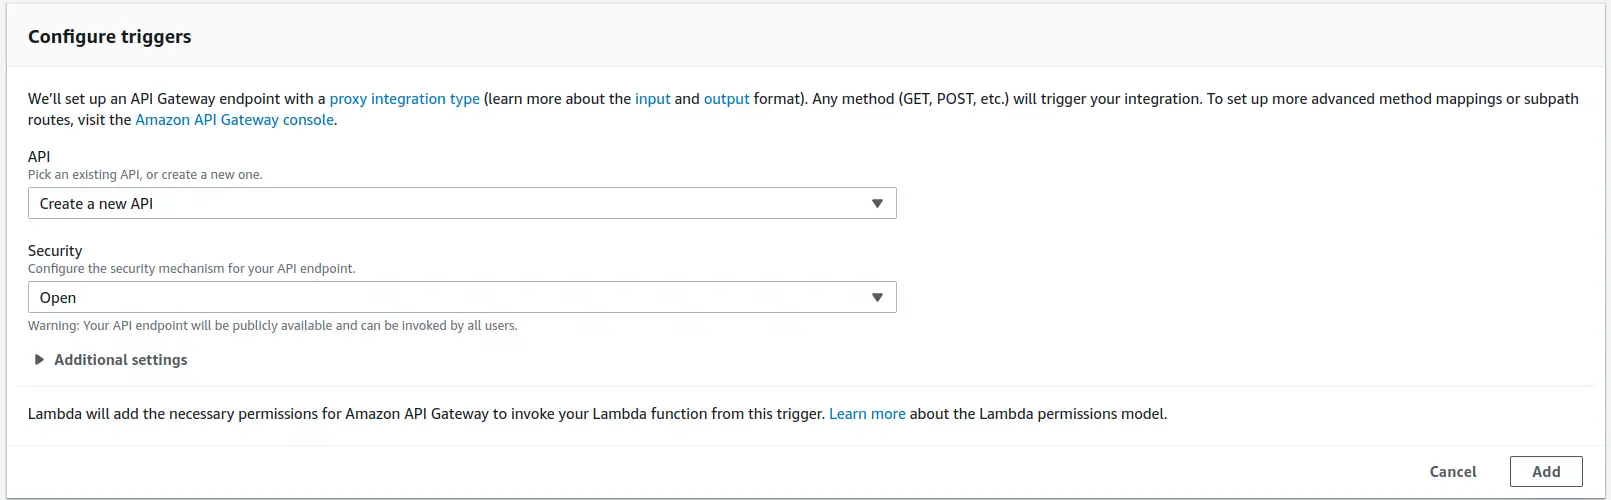 Configure triggers
We’ll set up an API Gateway endpoint with a proxy integration type (learn more about the input and output format). Any method (GET, POST, etc.) will trigger your integration. To set up more advanced method mappings or subpath
routes, visit the Amazon API Gateway console.
API
Pick an existing API, or create a new one.
Create a new API
Security
Configure the security mechanism for your API endpoint.
Open
Warning: Your API endpoint will be publicly available and can be invoked by all users.
Additional settings
Lambda will add the necessary permissions for Amazon API Gateway to invoke your Lambda function from this trigger. Learn more about the Lambda permissions model.
Cancel Add